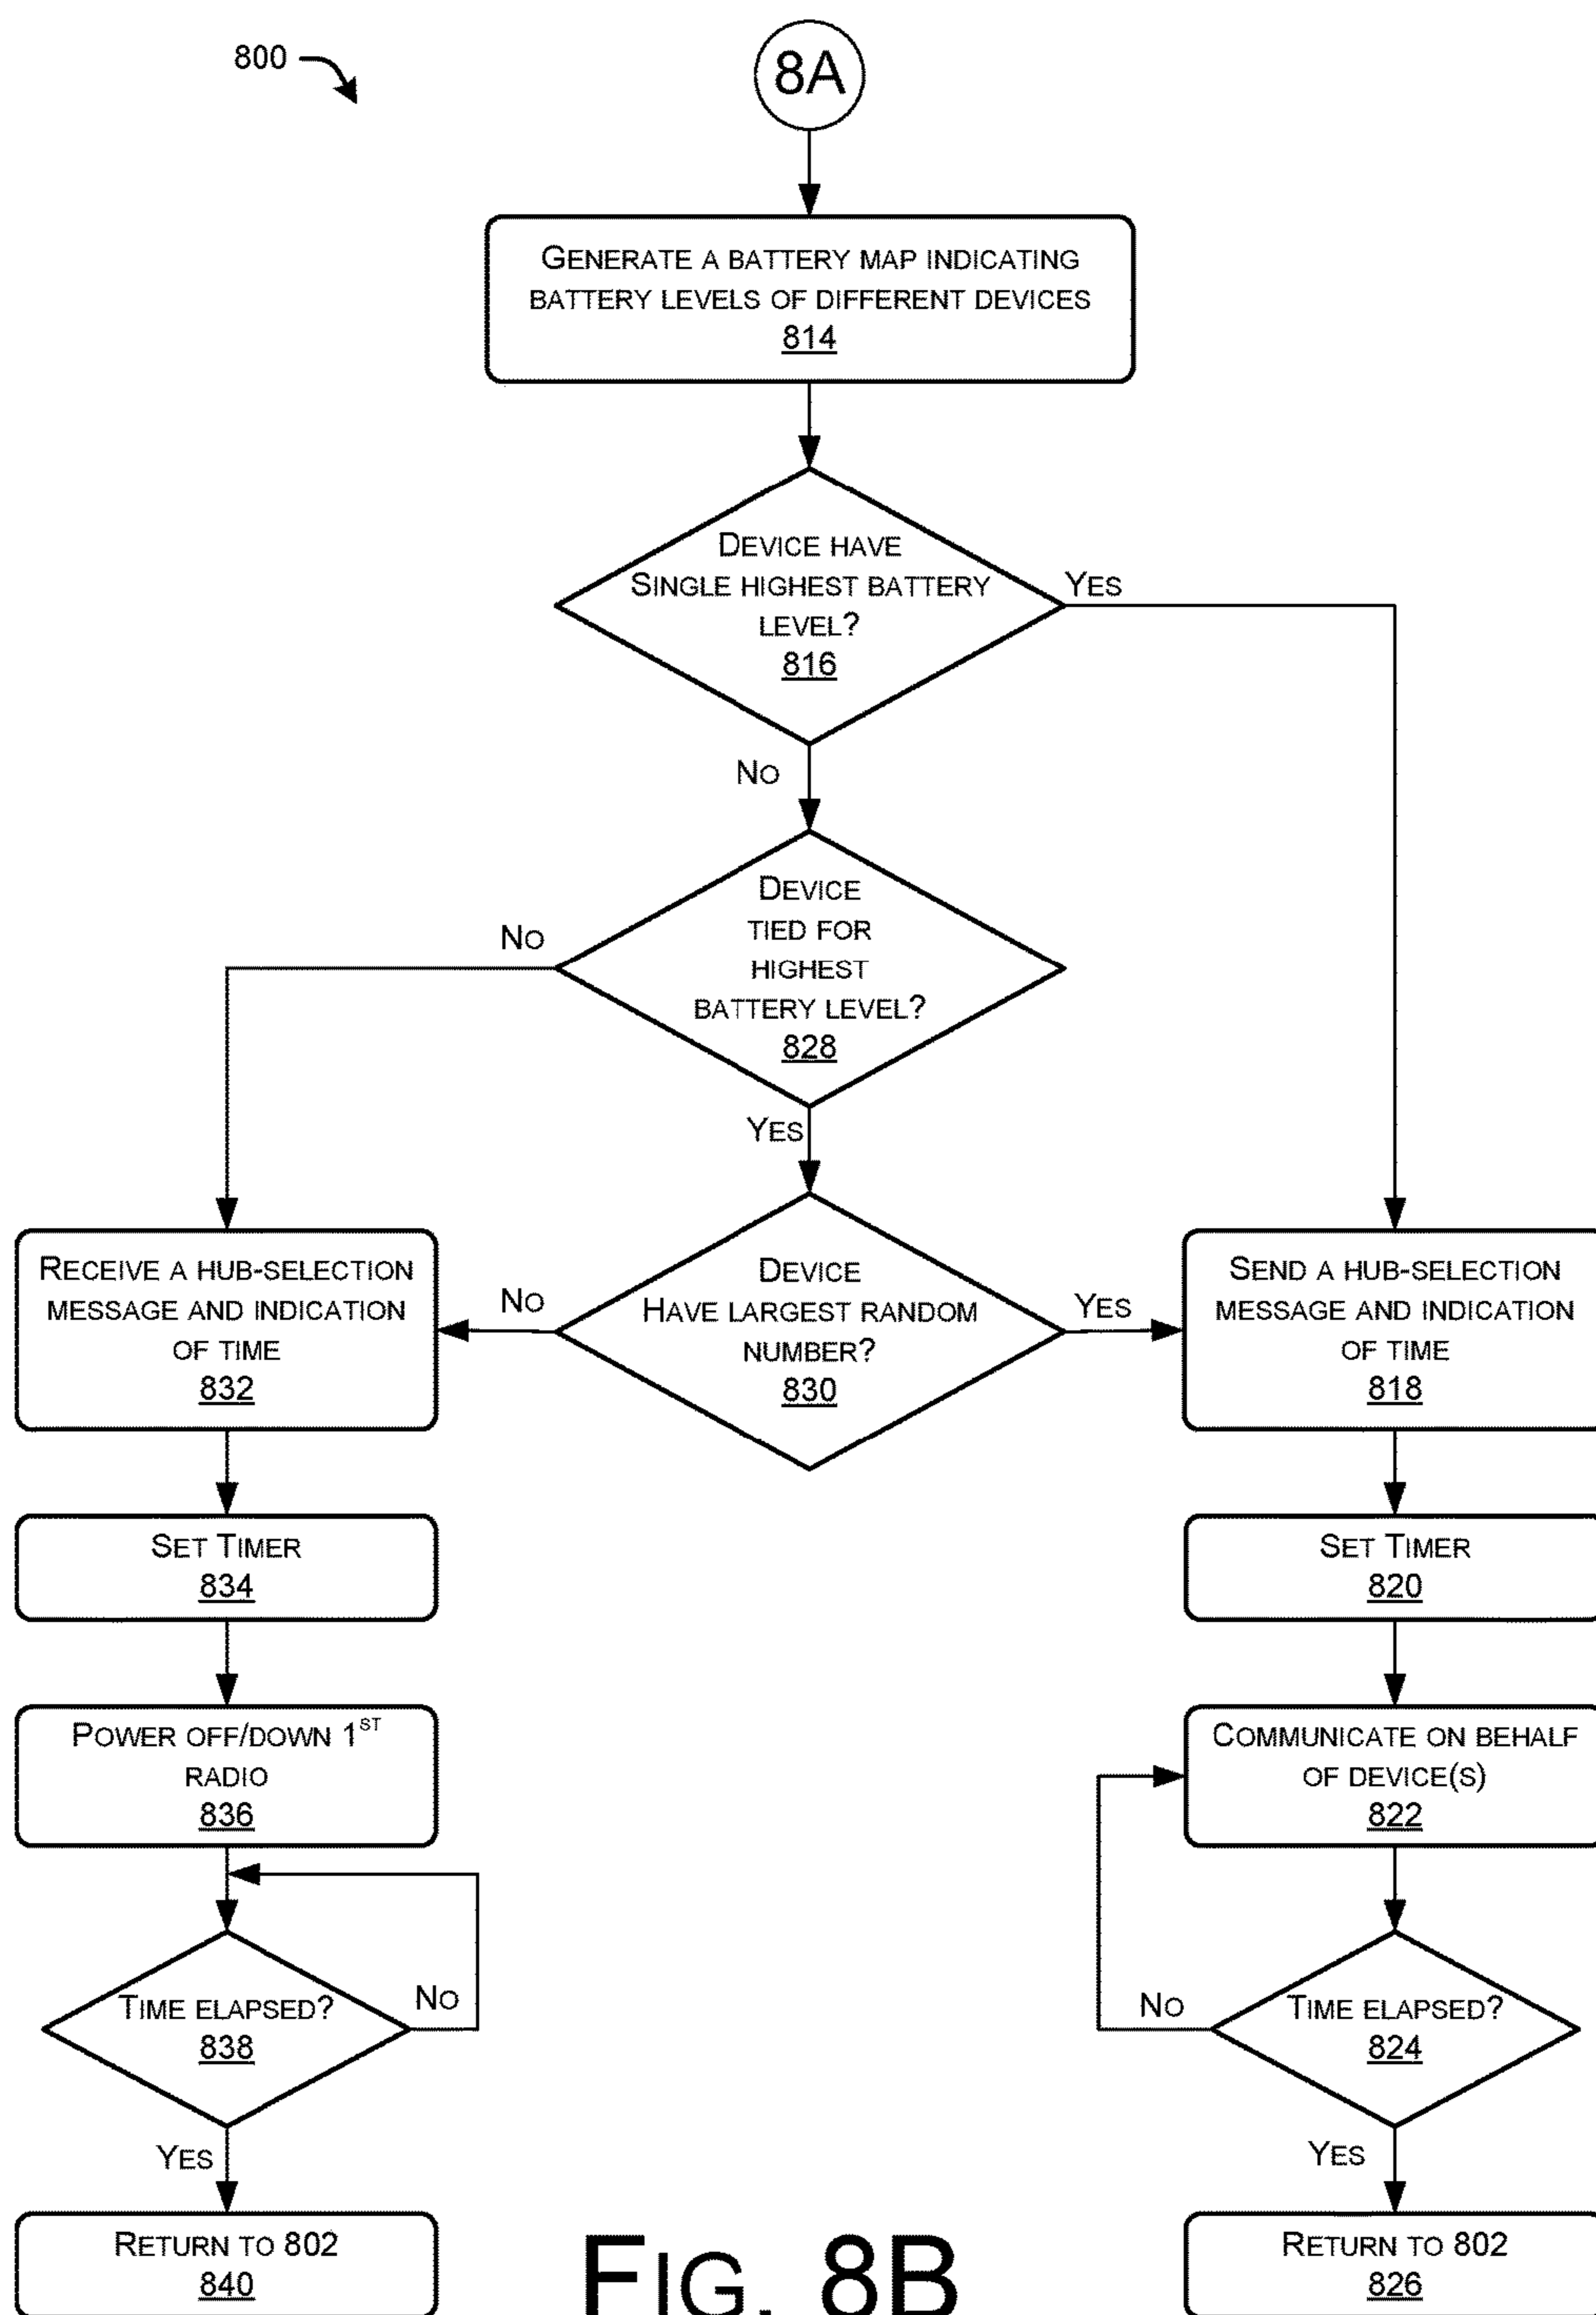 800
8A
GENERATE A BATTERY MAP INDICATING
BATTERY LEVELS OF DIFFERENT DEVICES
814
DEVICE HAVE
SINGLE HIGHEST BATTERY
LEVEL?
816
YES
NO
DEVICE
TIED FOR
HIGHEST
BATTERY LEVEL?
828
NO
YES
RECEIVE A HUB-SELECTION
MESSAGE AND INDICATION
OF TIME
832
NO
DEVICE
HAVE LARGEST RANDOM
NUMBER?
830
YES
SEND A HUB-SELECTION
MESSAGE AND INDICATION
OF TIME
818
SET TIMER
834
SET TIMER
820
POWER OFF/DOWN 1ST
RADIO
836
COMMUNICATE ON BEHALF
OF DEVICE(S)
822
TIME ELAPSED?
838
NO
NO
TIME ELAPSED?
824
YES
YES
RETURN TO 802
840
FIG. 8B
RETURN TO 802
826